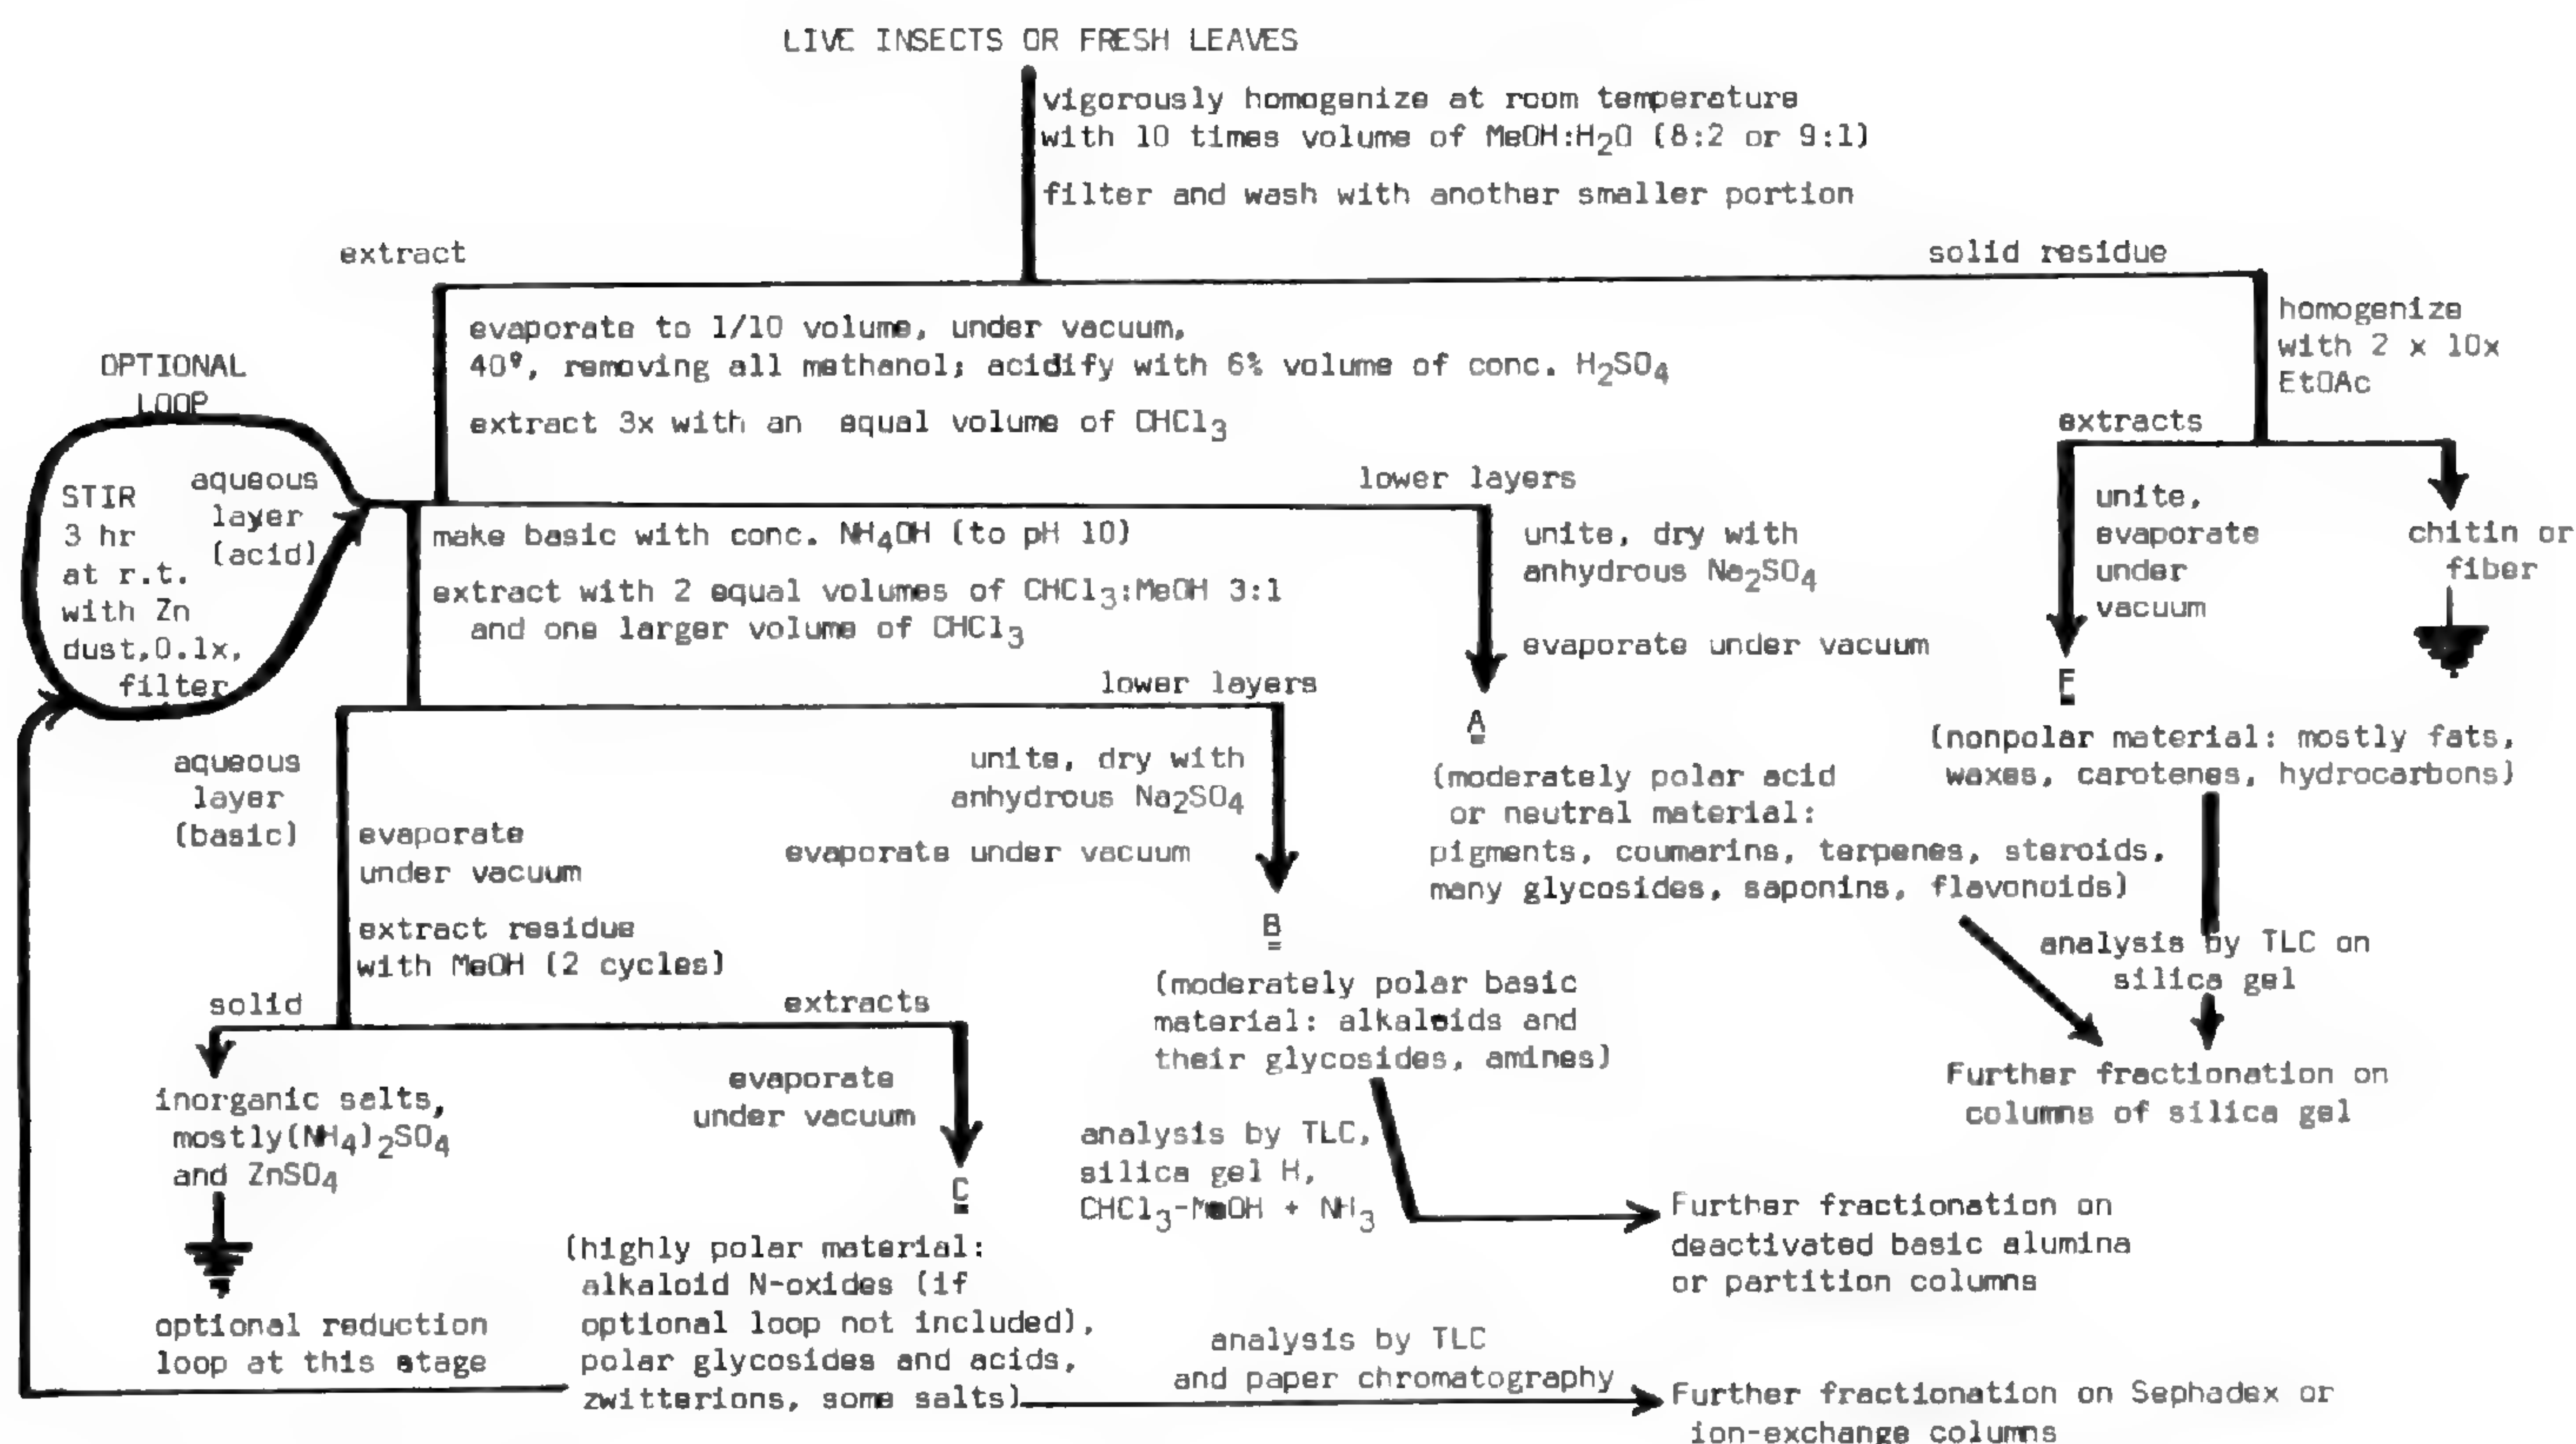 LIVE INSECTS OR FRESH LEAVES
vigorously homogenize at room temperature
with 10 times volume of MeOH:H2O (8:2 or 9:1)
filter and wash with another smaller portion
extract
solid residue
evaporate to 1/10 volume, under vacuum,
40°, removing all methanol; acidify with 6% volume of conc. H2SO4
extract 3x with an equal volume of CHCl3
homogenize
with 2 x 10x
EtOAc
OPTIONAL
LOOP
STIR
3 hr
at r.t.
with Zn
dust,0.1x,
filter
aqueous
layer
(acid)
lower layers
make basic with conc. NH4OH (to pH 10)
extract with 2 equal volumes of CHCl3:MeOH 3:1
and one larger volume of CHCl3
unite, dry with
anhydrous Na2SO4
evaporate under vacuum
extracts
unite,
evaporate
under
vacuum
chitin or
fiber
lower layers
A
(moderately polar acid
or neutral material:
pigments, coumarins, terpenes, steroids,
many glycosides, saponins, flavonoids)
F
(nonpolar material: mostly fats,
waxes, carotenes, hydrocarbons)
analysis by TLC on
silica gel
Further fractionation on
columns of silica gel
aqueous
layer
(basic)
evaporate
under vacuum
extract residue
with MeOH (2 cycles)
unite, dry with
anhydrous Na2SO4
evaporate under vacuum
B
(moderately polar basic
material: alkaloids and
their glycosides, amines)
analysis by TLC,
silica gel H,
CHCl3-MeOH + NH3
Further fractionation on
deactivated basic alumina
or partition columns
solid
extracts
inorganic salts,
mostly(NH4)2SO4
and ZnSO4
evaporate
under vacuum
C
(highly polar material:
alkaloid N-oxides (if
optional loop not included),
polar glycosides and acids,
zwitterions, some salts)
optional reduction
loop at this stage
analysis by TLC
and paper chromatography
Further fractionation on Sephadex or
ion-exchange columns